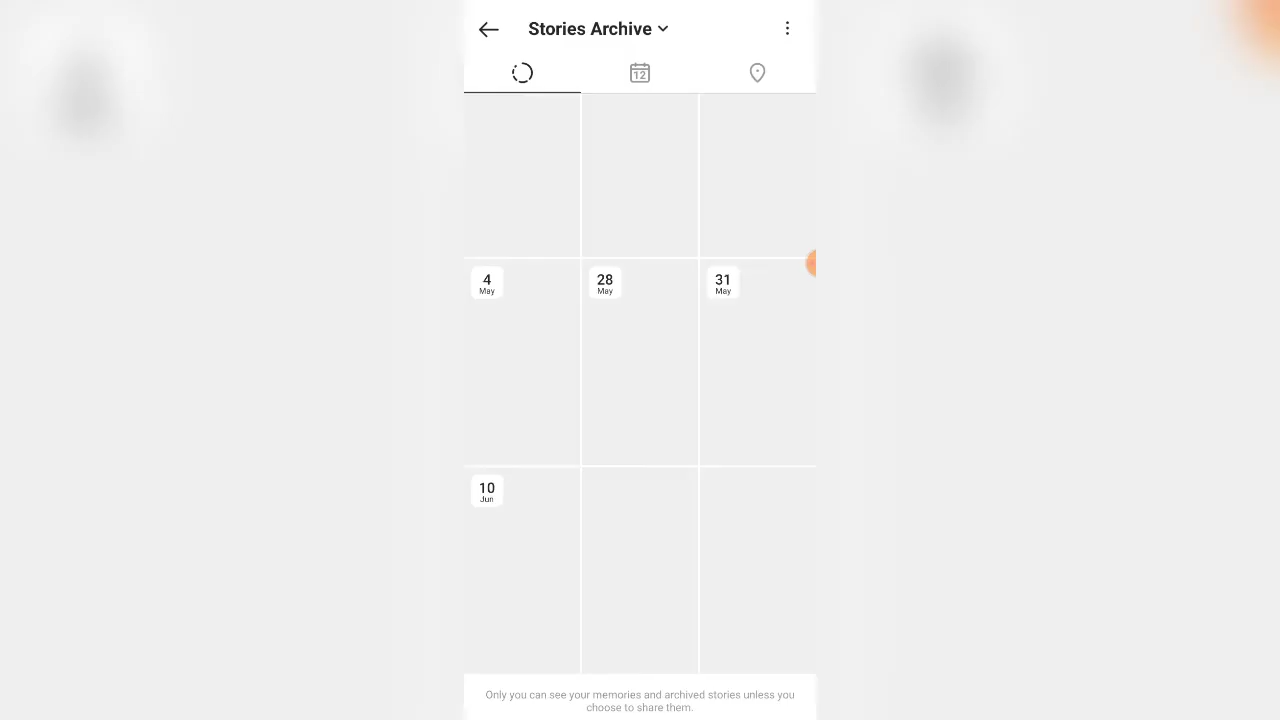 Stories Archive
12
4
May
28
May
31
May
10
Jun
Only you can see your memories and archived stories unless you
choose to share them.